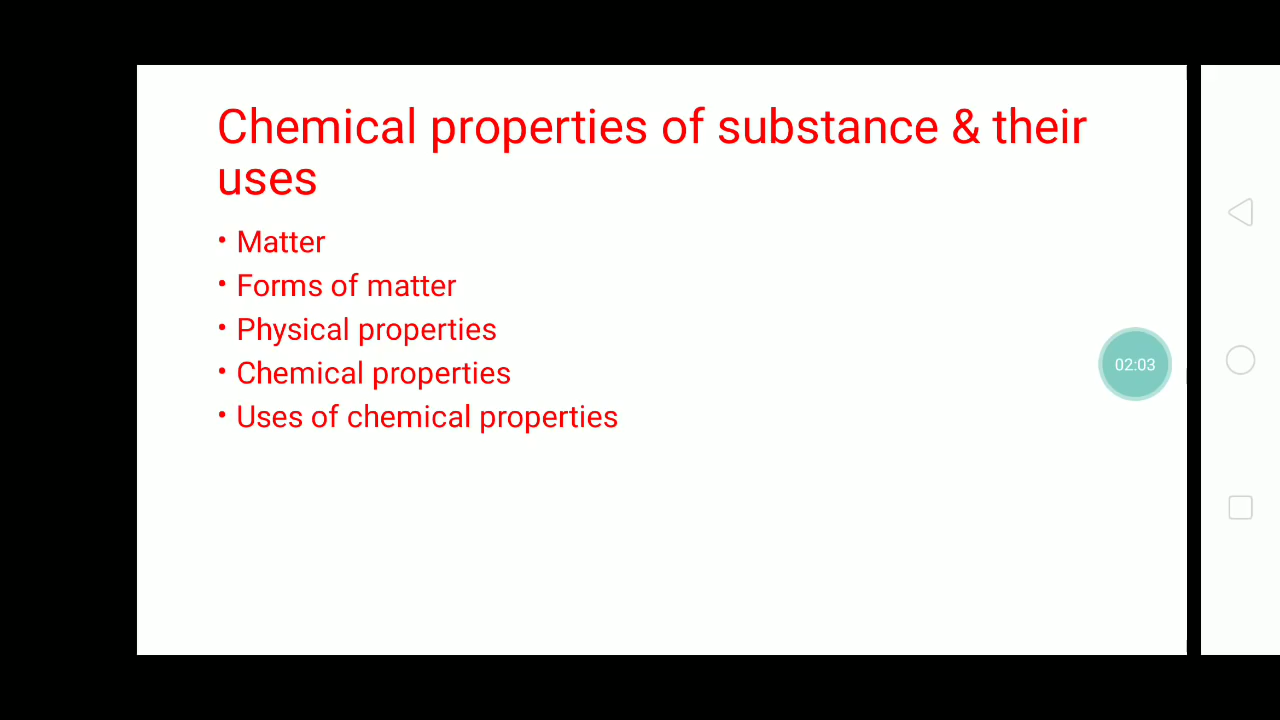 Chemical properties of substance & their
uses
• Matter
• Forms of matter
• Physical properties
• Chemical properties
• Uses of chemical properties
02:03